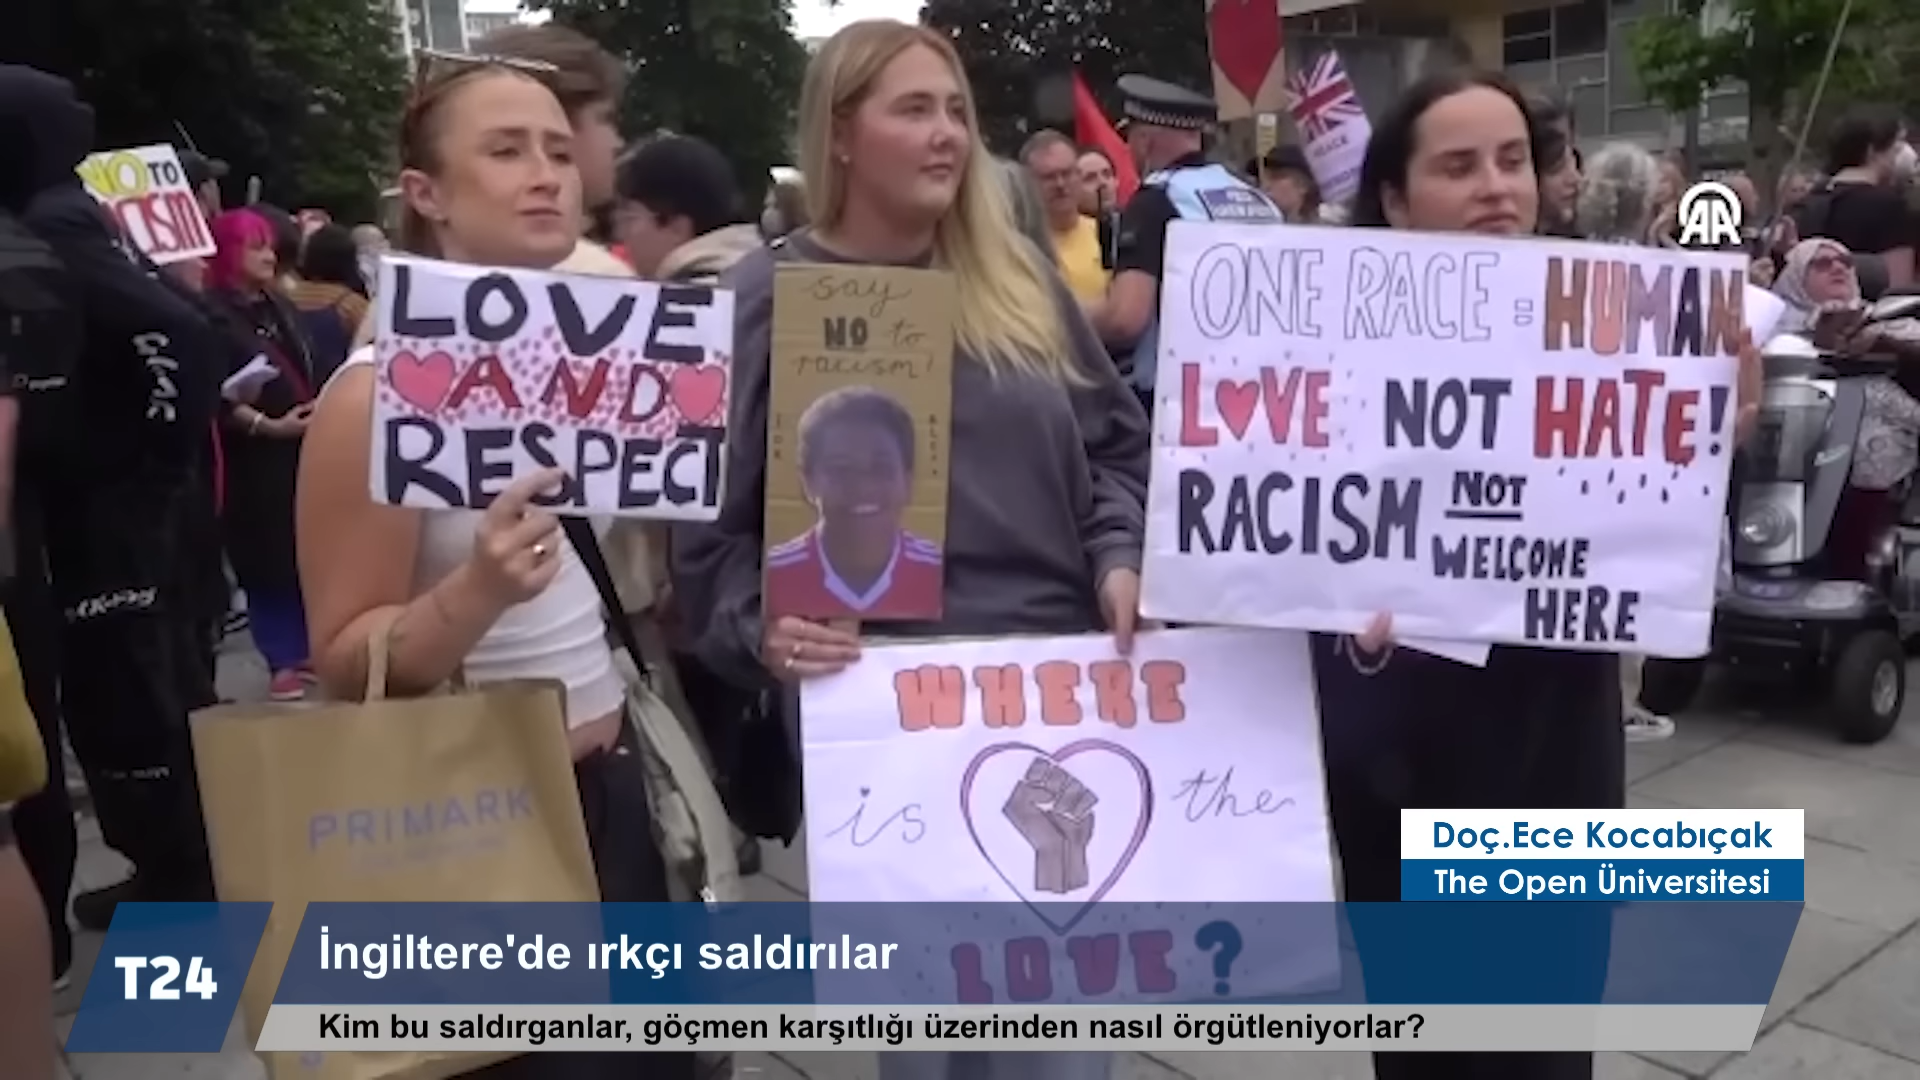 NO TO
LOVE
AND
RESPECT
say
NO to
racism!
ONE RACE = HUMAN
LOVE NOT HATE!
RACISM NOT
WELCOME
HERE
WHERE
is the
LOVE?
PRIMARK
AA
Doç.Ece Kocabıçak
The Open Üniversitesi
T24
İngiltere'de ırkçı saldırılar
Kim bu saldırganlar, göçmen karşıtlığı üzerinden nasıl örgütleniyorlar?